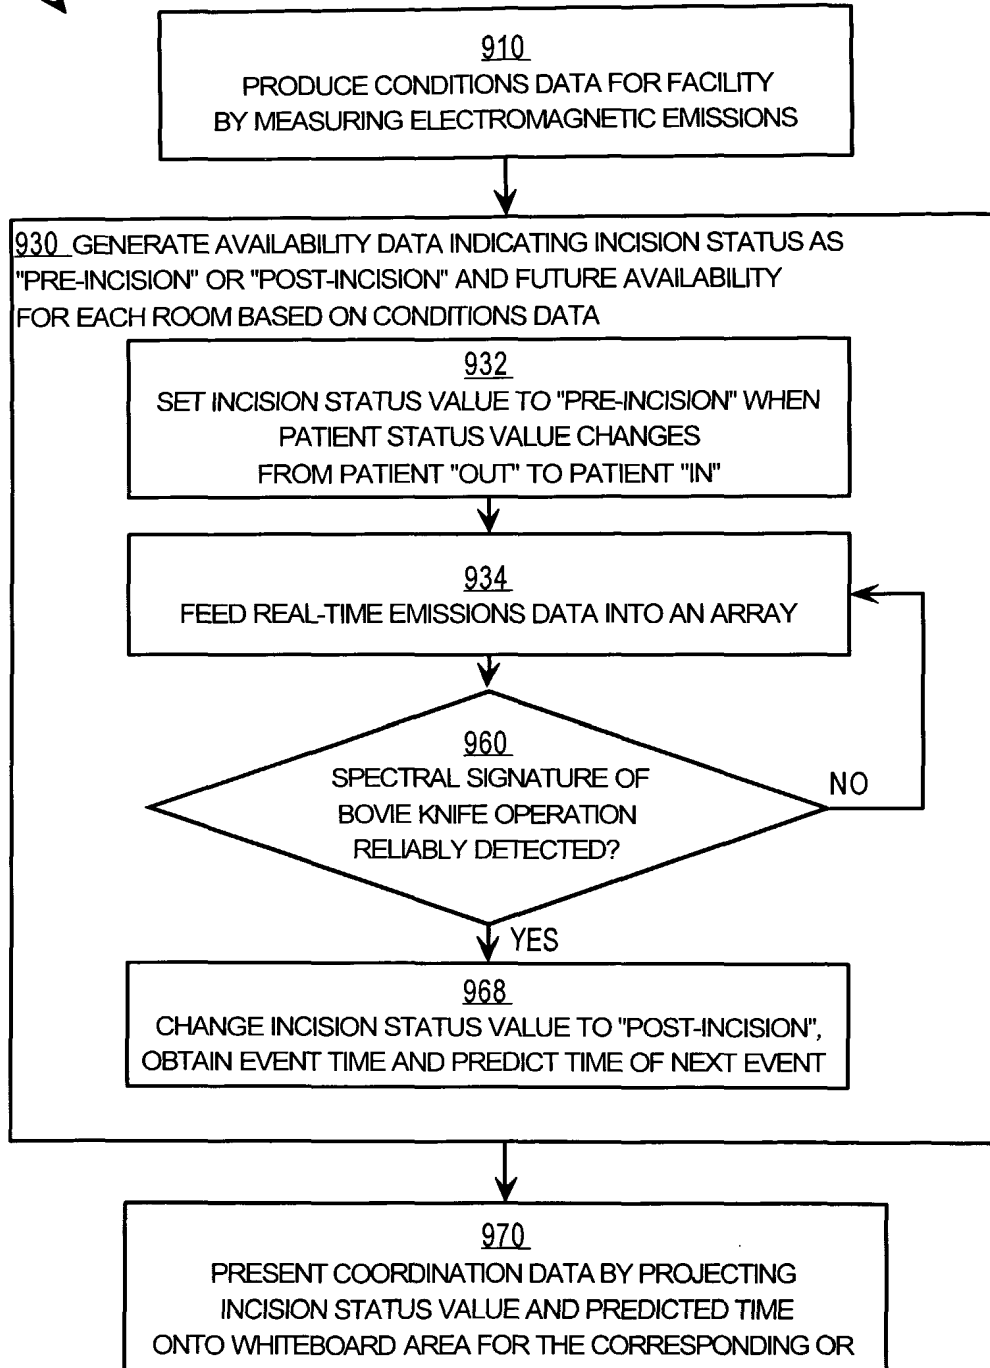 910
PRODUCE CONDITIONS DATA FOR FACILITY
BY MEASURING ELECTROMAGNETIC EMISSIONS
930 GENERATE AVAILABILITY DATA INDICATING INCISION STATUS AS
"PRE-INCISION" OR "POST-INCISION" AND FUTURE AVAILABILITY
FOR EACH ROOM BASED ON CONDITIONS DATA
932
SET INCISION STATUS VALUE TO "PRE-INCISION" WHEN
PATIENT STATUS VALUE CHANGES
FROM PATIENT "OUT" TO PATIENT "IN"
934
FEED REAL-TIME EMISSIONS DATA INTO AN ARRAY
960
SPECTRAL SIGNATURE OF
BOVIE KNIFE OPERATION
RELIABLY DETECTED?
NO
YES
968
CHANGE INCISION STATUS VALUE TO "POST-INCISION",
OBTAIN EVENT TIME AND PREDICT TIME OF NEXT EVENT
970
PRESENT COORDINATION DATA BY PROJECTING
INCISION STATUS VALUE AND PREDICTED TIME
ONTO WHITEBOARD AREA FOR THE CORRESPONDING OR